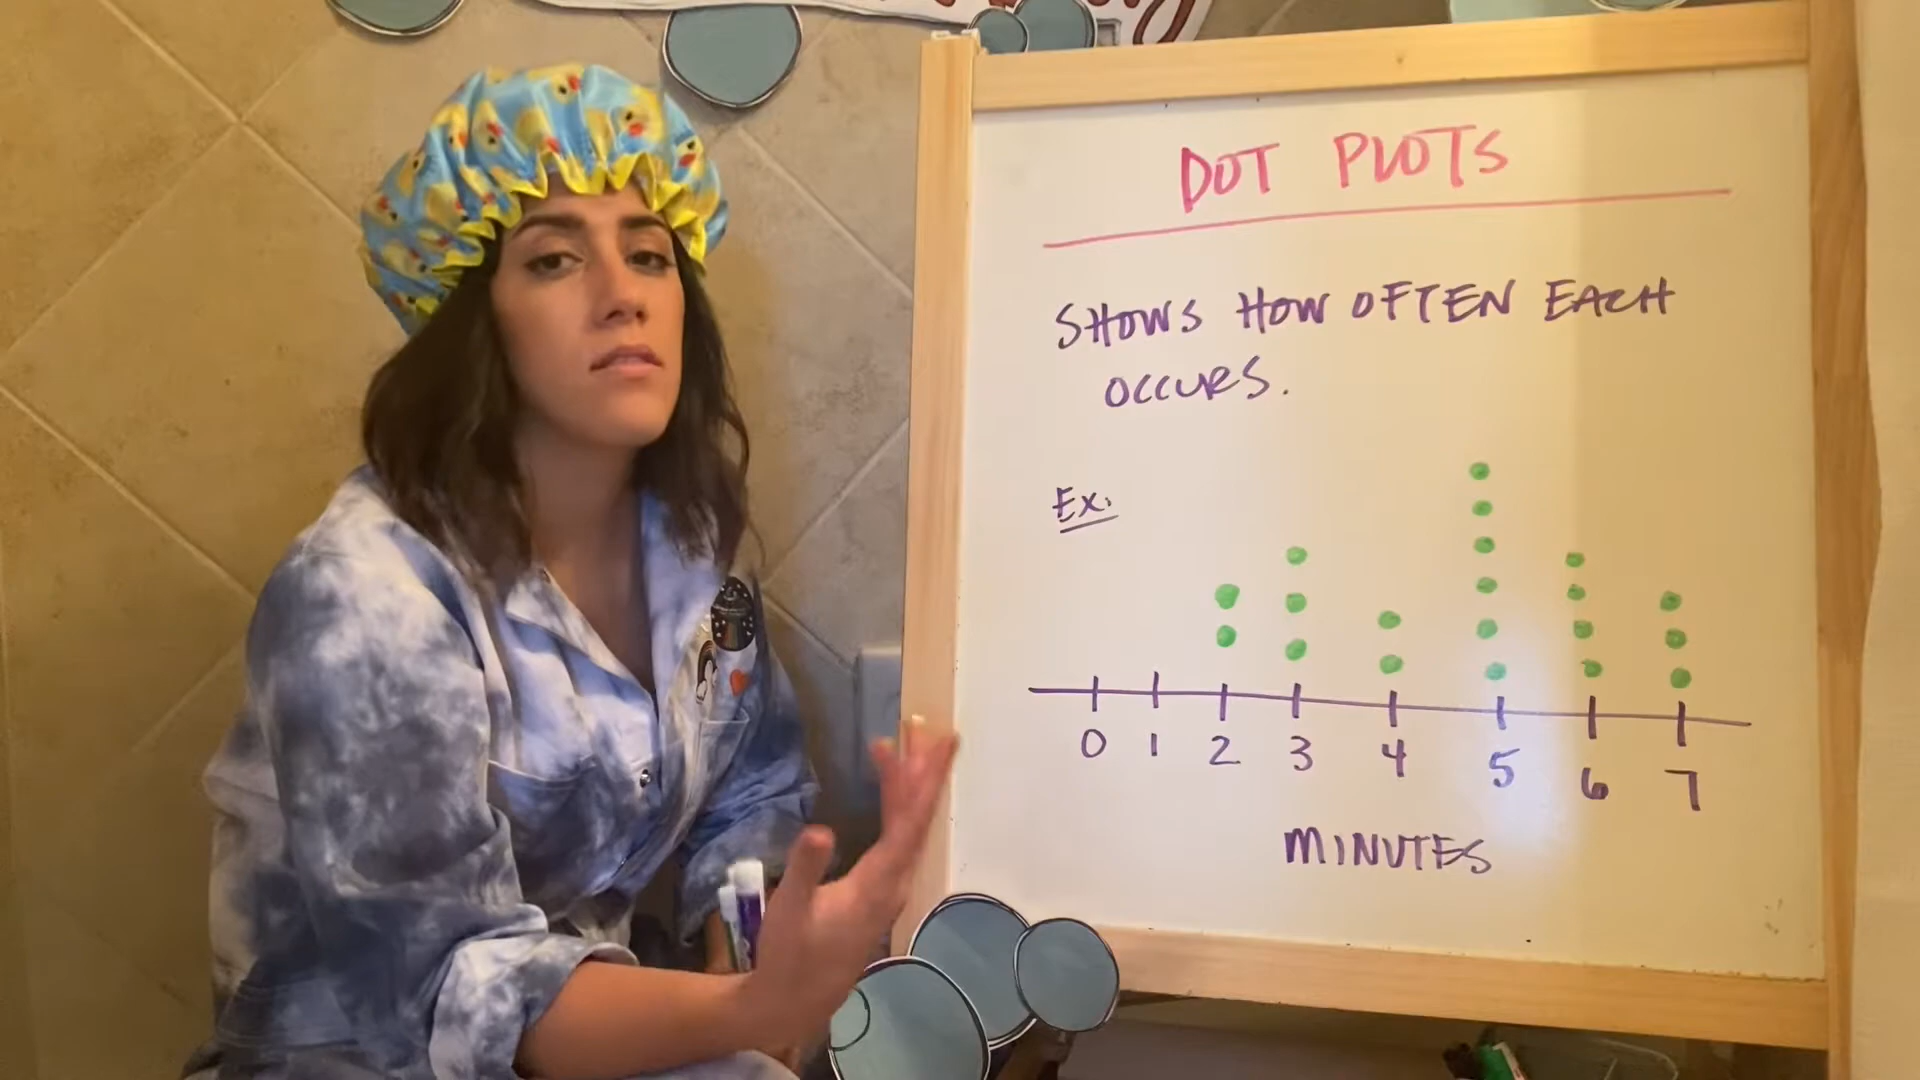 DOT PLOTS
SHOWS HOW OFTEN EACH
OCCURS.
Ex.
0 1 2 3 4 5 6 7
MINUTES